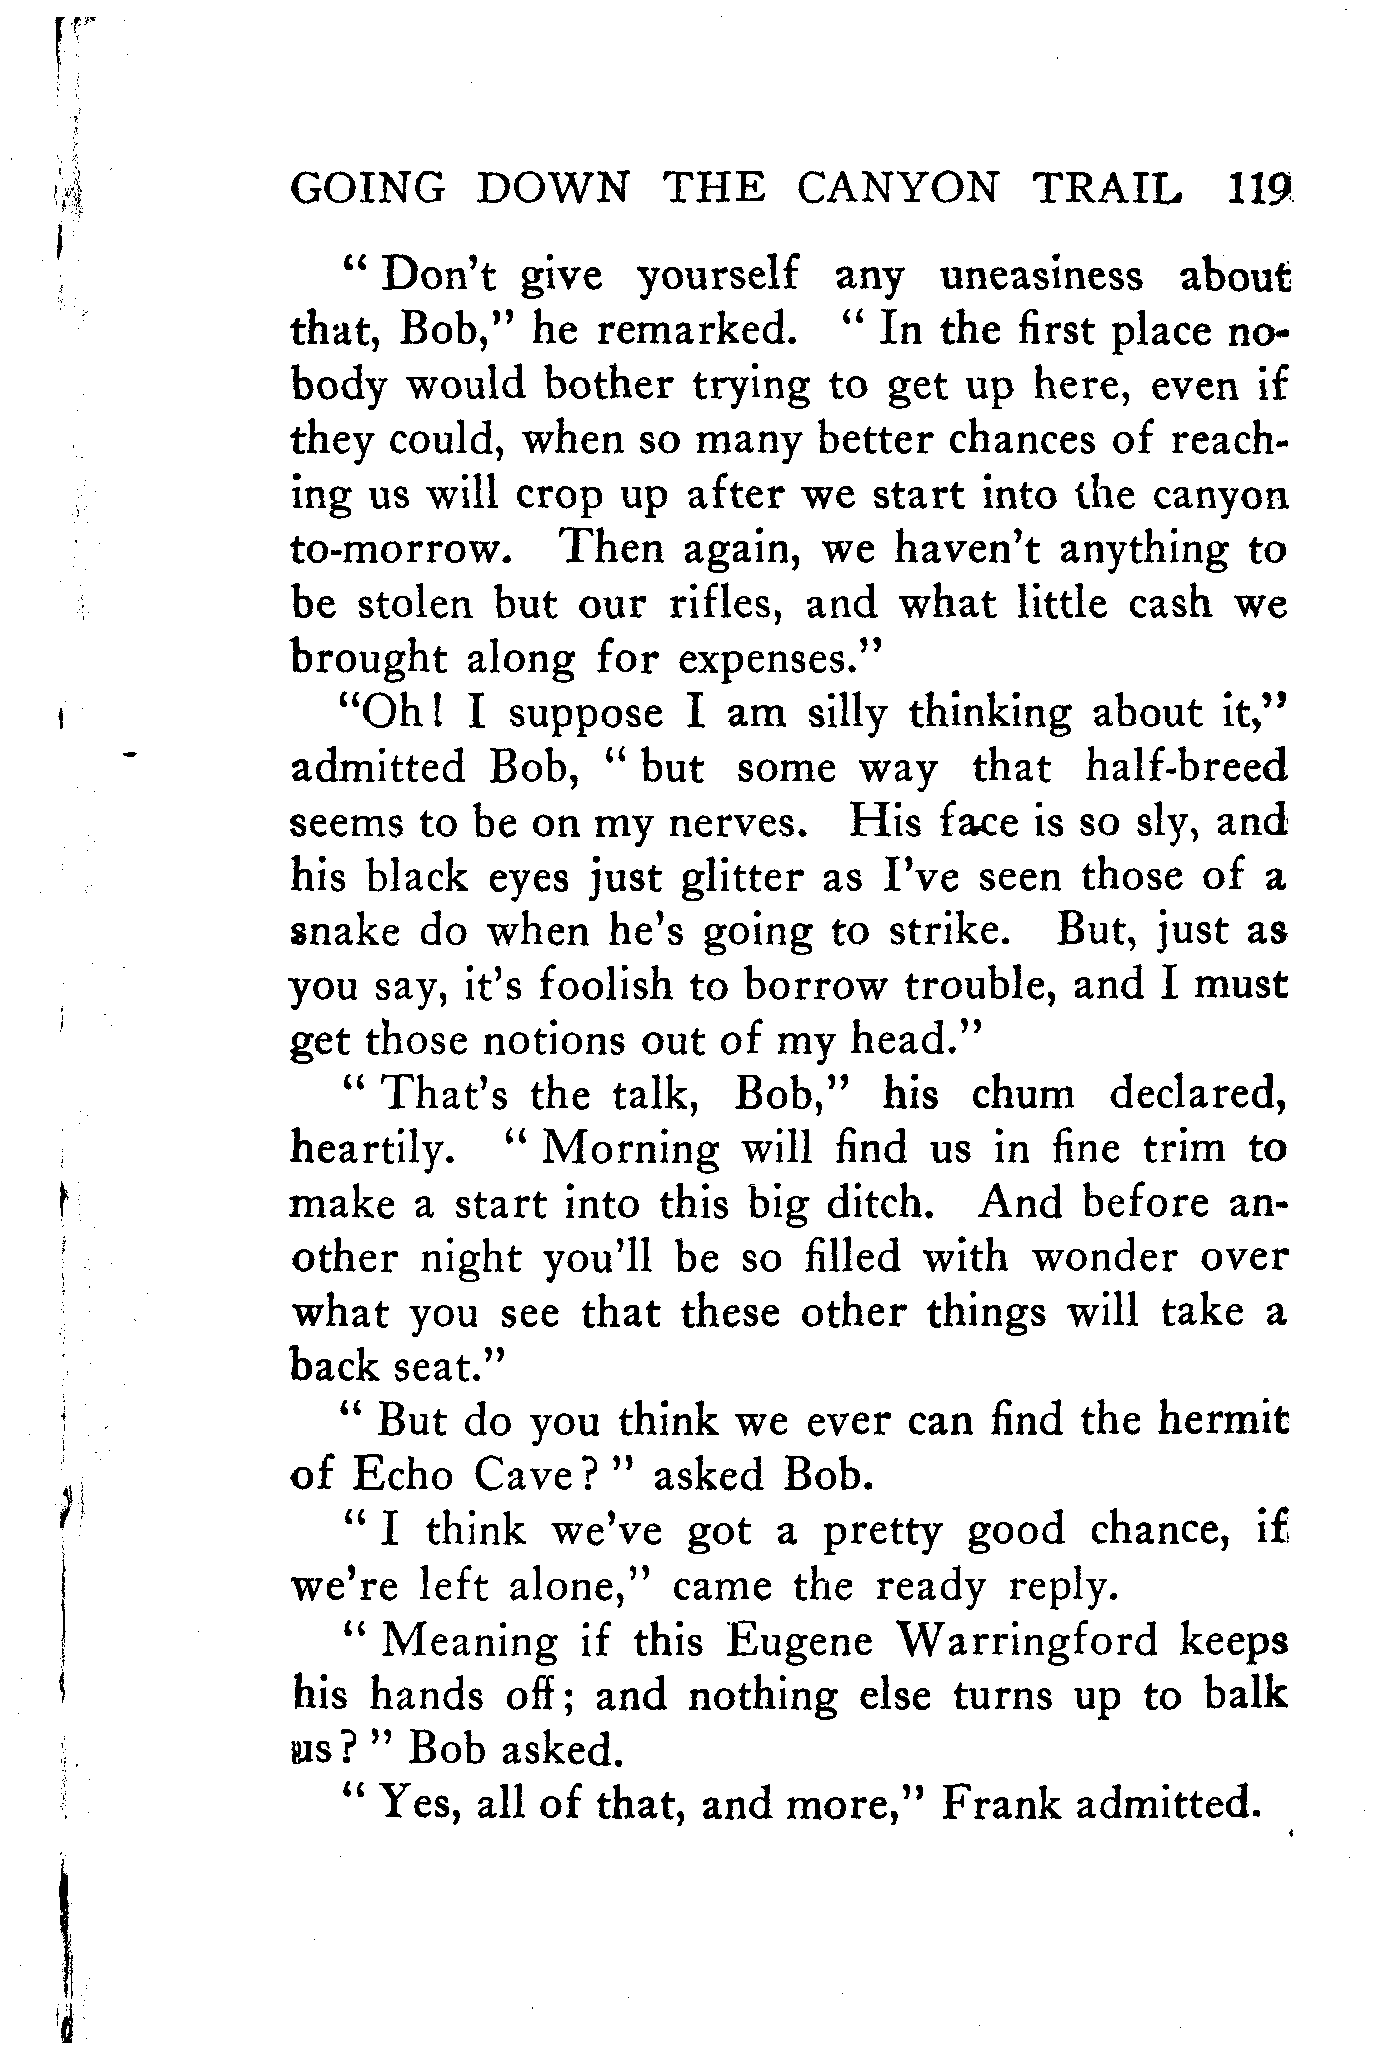 GOING DOWN THE CANYON TRAIL 119
" Don't give yourself any uneasiness about
that, Bob," he remarked. " In the first place no-
body would bother trying to get up here, even if
they could, when so many better chances of reach-
ing us will crop up after we start into the canyon
to-morrow. Then again, we haven't anything to
be stolen but our rifles, and what little cash we
brought along for expenses."
"Oh! I suppose I am silly thinking about it,"
admitted Bob, " but some way that half-breed
seems to be on my nerves. His face is so sly, and
his black eyes just glitter as I've seen those of a
snake do when he's going to strike. But, just as
you say, it's foolish to borrow trouble, and I must
get those notions out of my head."
" That's the talk, Bob," his chum declared,
heartily. " Morning will find us in fine trim to
make a start into this big ditch. And before an-
other night you'll be so filled with wonder over
what you see that these other things will take a
back seat."
" But do you think we ever can find the hermit
of Echo Cave? " asked Bob.
" I think we've got a pretty good chance, if
we're left alone," came the ready reply.
" Meaning if this Eugene Warringford keeps
his hands off; and nothing else turns up to balk
us? " Bob asked.
" Yes, all of that, and more," Frank admitted.